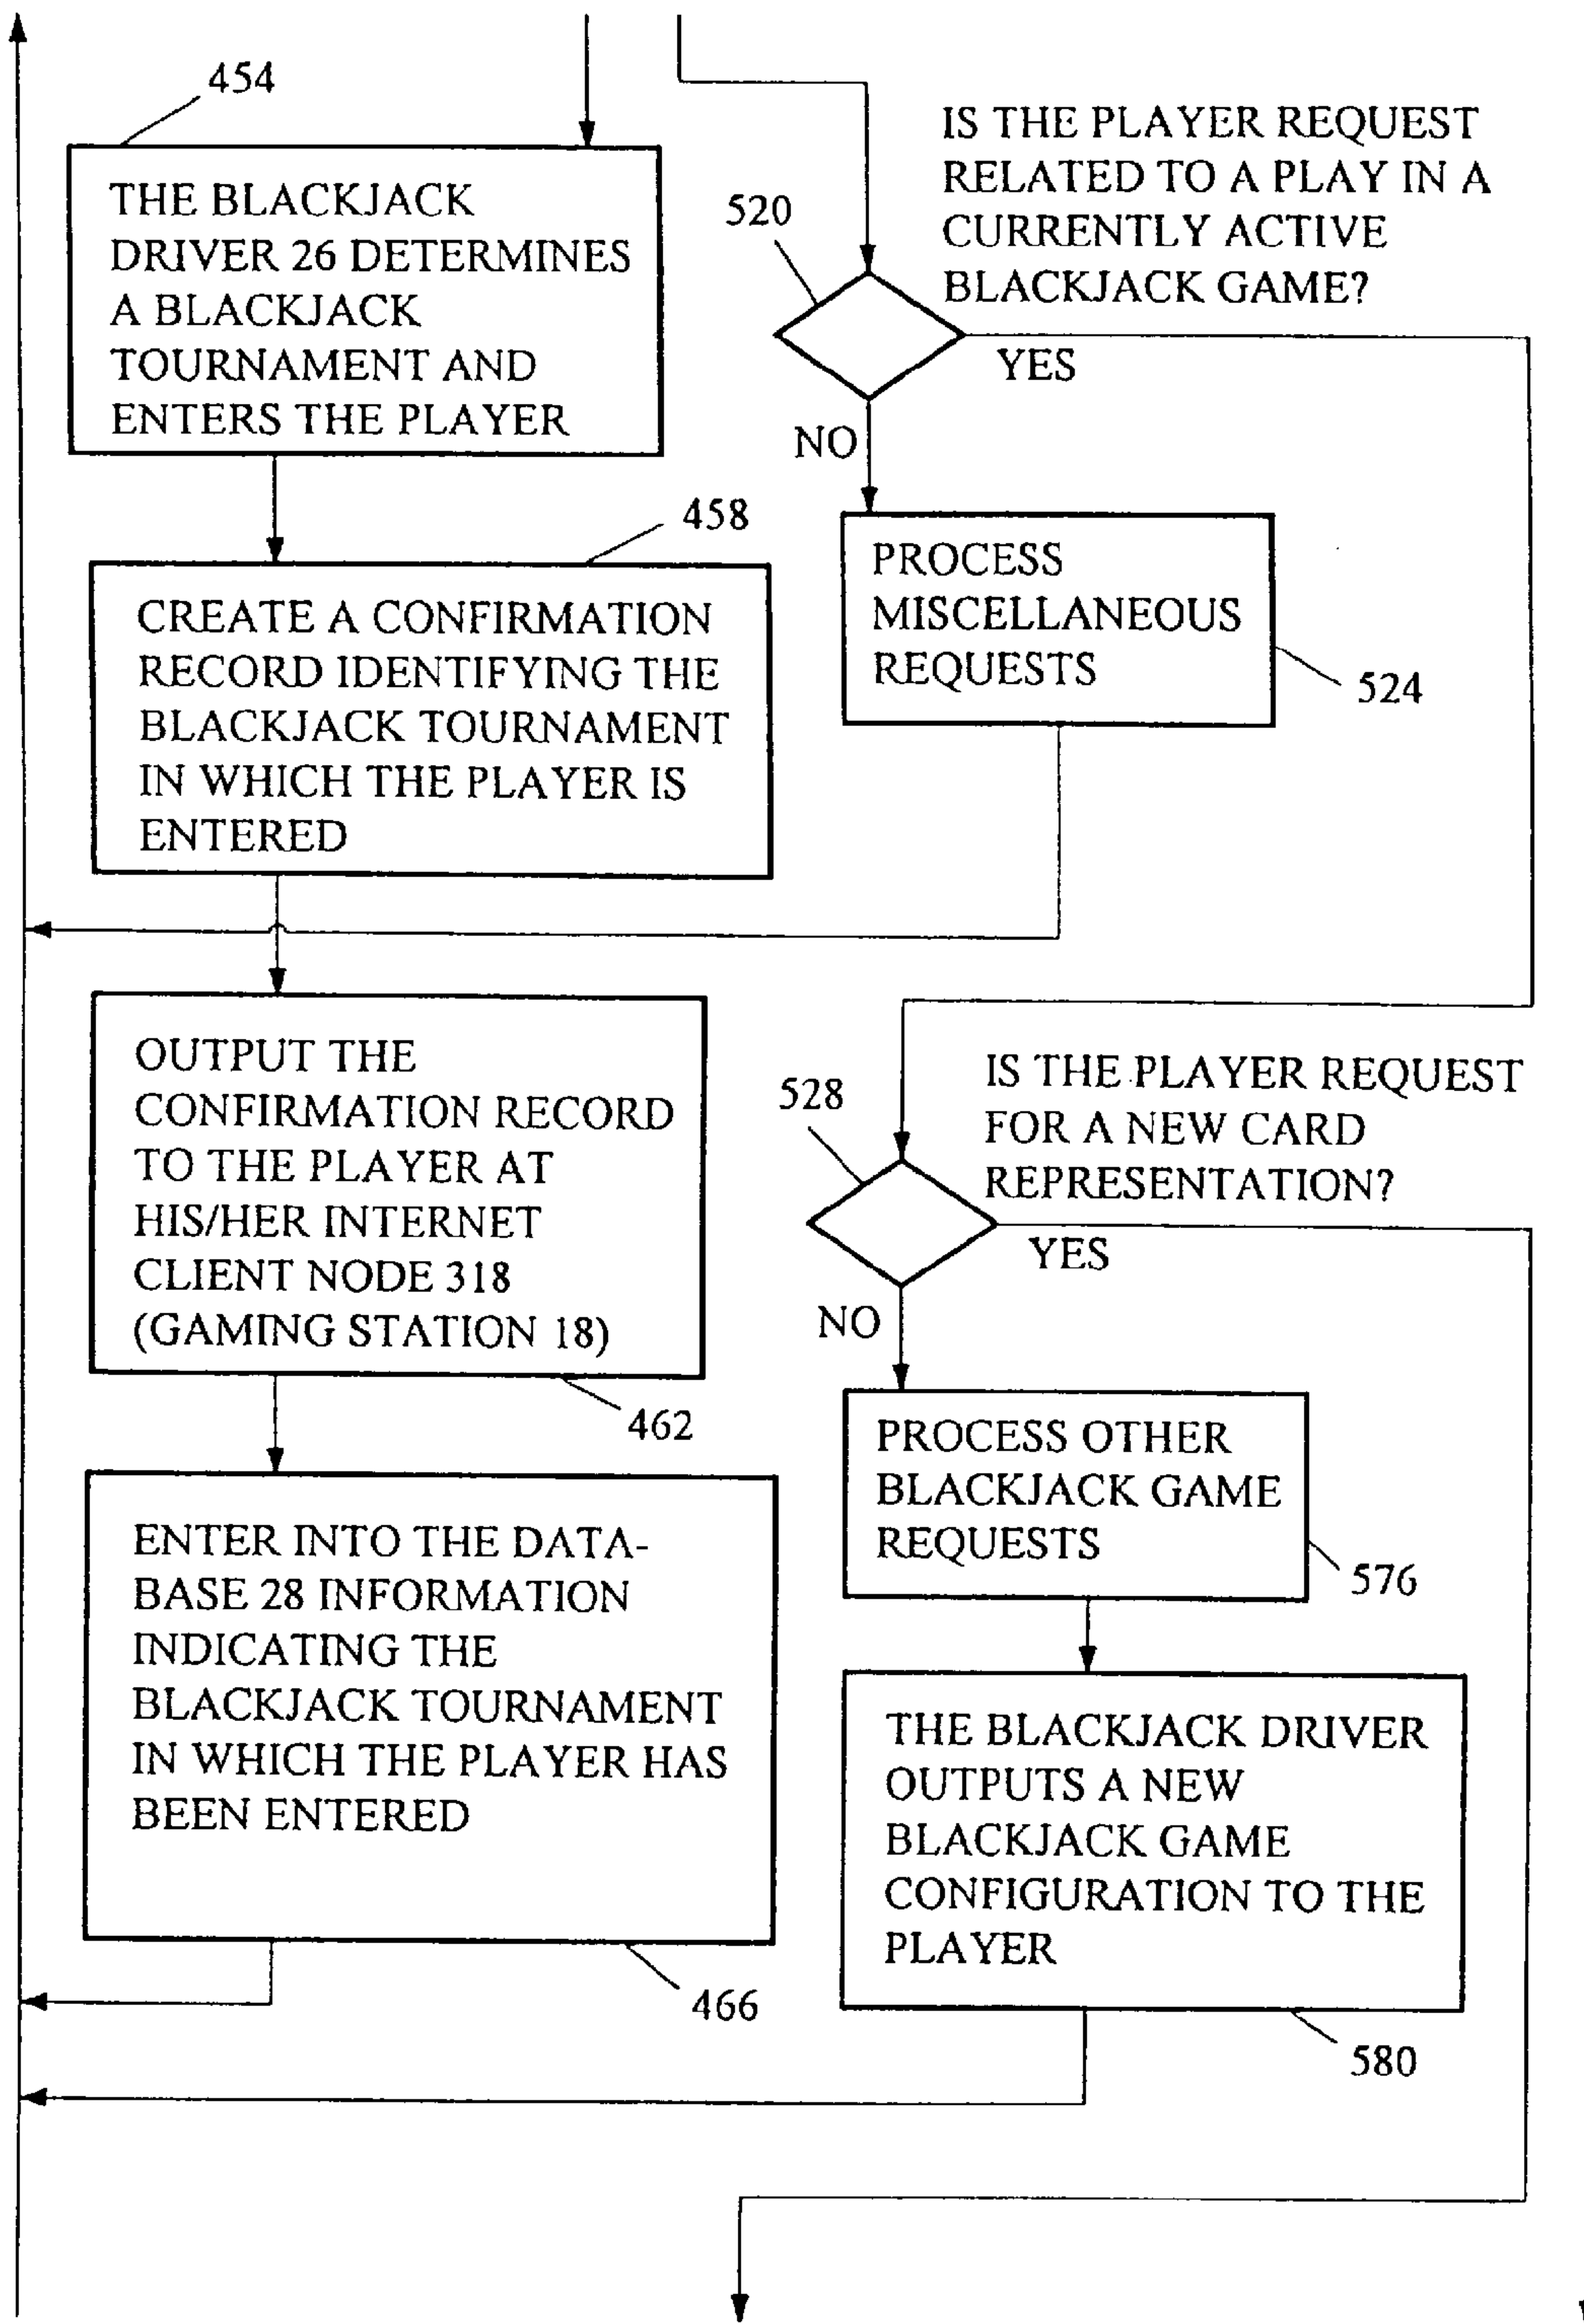 454
THE BLACKJACK
DRIVER 26 DETERMINES
A BLACKJACK
TOURNAMENT AND
ENTERS THE PLAYER
458
CREATE A CONFIRMATION
RECORD IDENTIFYING THE
BLACKJACK TOURNAMENT
IN WHICH THE PLAYER IS
ENTERED
OUTPUT THE
CONFIRMATION RECORD
TO THE PLAYER AT
HIS/HER INTERNET
CLIENT NODE 318
(GAMING STATION 18)
462
ENTER INTO THE DATA-
BASE 28 INFORMATION
INDICATING THE
BLACKJACK TOURNAMENT
IN WHICH THE PLAYER HAS
BEEN ENTERED
466
IS THE PLAYER REQUEST
RELATED TO A PLAY IN A
CURRENTLY ACTIVE
BLACKJACK GAME?
520
YES
NO
PROCESS
MISCELLANEOUS
REQUESTS
524
IS THE PLAYER REQUEST
FOR A NEW CARD
REPRESENTATION?
528
YES
NO
PROCESS OTHER
BLACKJACK GAME
REQUESTS
576
THE BLACKJACK DRIVER
OUTPUTS A NEW
BLACKJACK GAME
CONFIGURATION TO THE
PLAYER
580